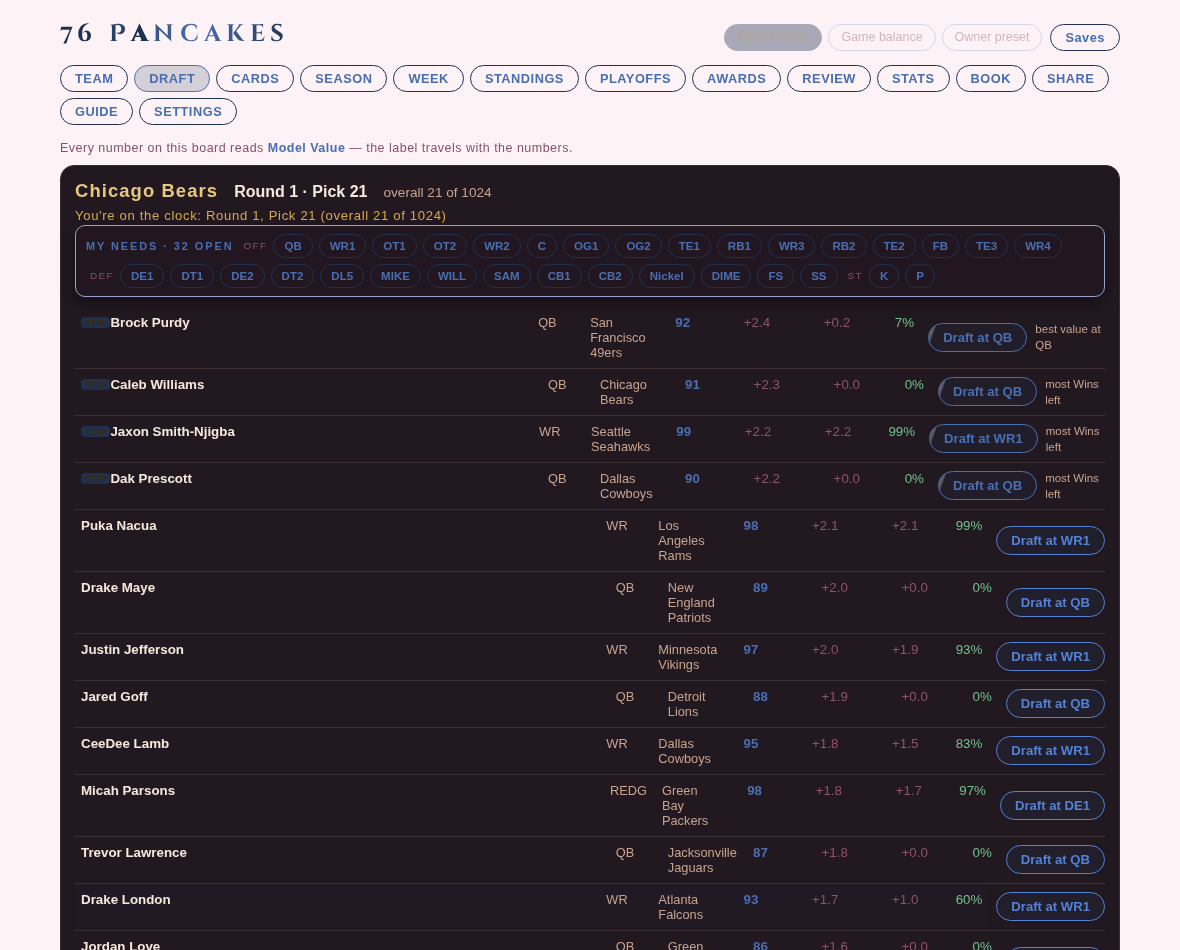 76 PANCAKES
Game balance Owner preset Saves
TEAM DRAFT CARDS SEASON WEEK STANDINGS PLAYOFFS AWARDS REVIEW STATS BOOK SHARE
GUIDE SETTINGS
Every number on this board reads Model Value — the label travels with the numbers.
Chicago Bears Round 1 · Pick 21 overall 21 of 1024
You're on the clock: Round 1, Pick 21 (overall 21 of 1024)
MY NEEDS · 32 OPEN OFF QB WR1 OT1 OT2 WR2 C OG1 OG2 TE1 RB1 WR3 RB2 TE2 FB TE3 WR4
DEF DE1 DT1 DE2 DT2 DL5 MIKE WILL SAM CB1 CB2 Nickel DIME FS SS ST K P
Brock Purdy QB San Francisco 49ers 92 +2.4 +0.2 7% Draft at QB best value at QB
Caleb Williams QB Chicago Bears 91 +2.3 +0.0 0% Draft at QB most Wins left
Jaxon Smith-Njigba WR Seattle Seahawks 99 +2.2 +2.2 99% Draft at WR1 most Wins left
Dak Prescott QB Dallas Cowboys 90 +2.2 +0.0 0% Draft at QB most Wins left
Puka Nacua WR Los Angeles Rams 98 +2.1 +2.1 99% Draft at WR1
Drake Maye QB New England Patriots 89 +2.0 +0.0 0% Draft at QB
Justin Jefferson WR Minnesota Vikings 97 +2.0 +1.9 93% Draft at WR1
Jared Goff QB Detroit Lions 88 +1.9 +0.0 0% Draft at QB
CeeDee Lamb WR Dallas Cowboys 95 +1.8 +1.5 83% Draft at WR1
Micah Parsons REDG Green Bay Packers 98 +1.8 +1.7 97% Draft at DE1
Trevor Lawrence QB Jacksonville Jaguars 87 +1.8 +0.0 0% Draft at QB
Drake London WR Atlanta Falcons 93 +1.7 +1.0 60% Draft at WR1
Jordan Love QB Green 86 +1.6 +0.0 0%